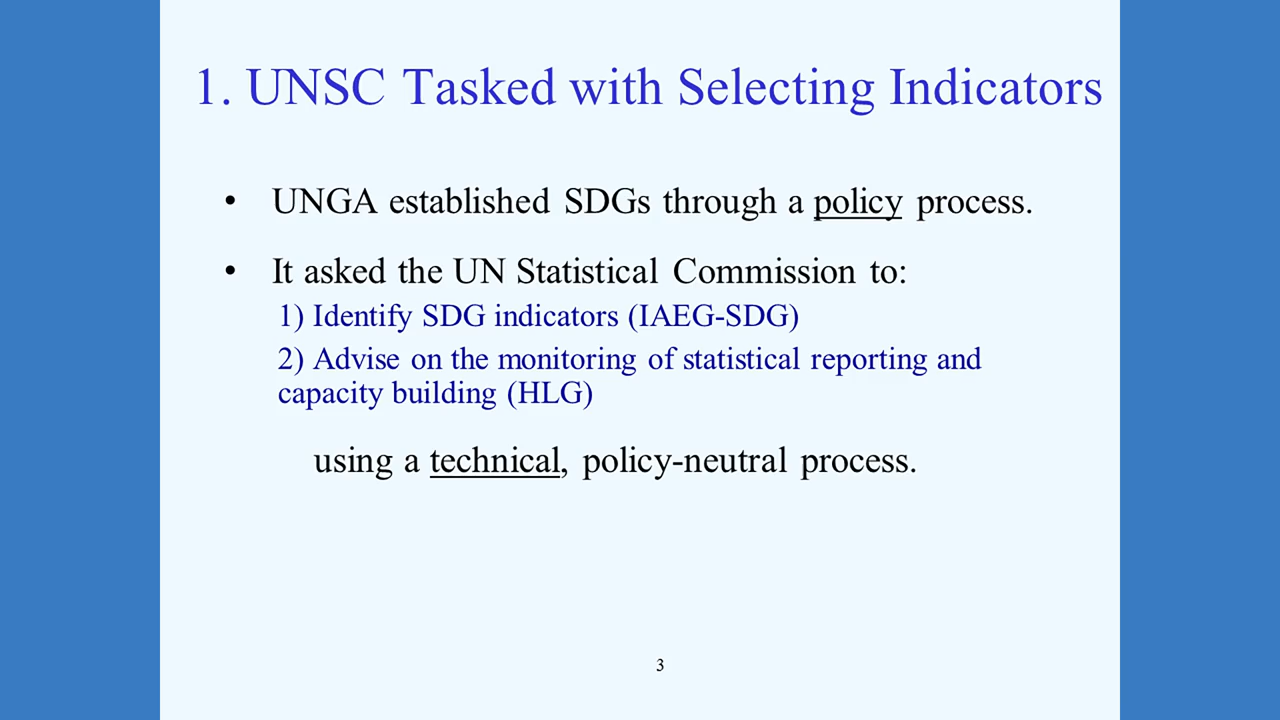 1. UNSC Tasked with Selecting Indicators
• UNGA established SDGs through a policy process.
• It asked the UN Statistical Commission to:
1) Identify SDG indicators (IAEG-SDG)
2) Advise on the monitoring of statistical reporting and
capacity building (HLG)
using a technical, policy-neutral process.
3